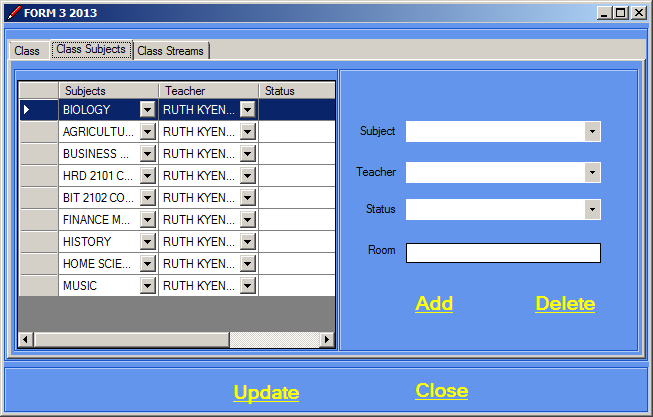 FORM 3 2013
Class Class Subjects Class Streams
Subjects Teacher Status
BIOLOGY RUTH KYEN...
AGRICULTU... RUTH KYEN...
BUSINESS ... RUTH KYEN...
HRD 2101 C... RUTH KYEN...
BIT 2102 CO... RUTH KYEN...
FINANCE M... RUTH KYEN...
HISTORY RUTH KYEN...
HOME SCIE... RUTH KYEN...
MUSIC RUTH KYEN...
Subject
Teacher
Status
Room
Add Delete
Update Close